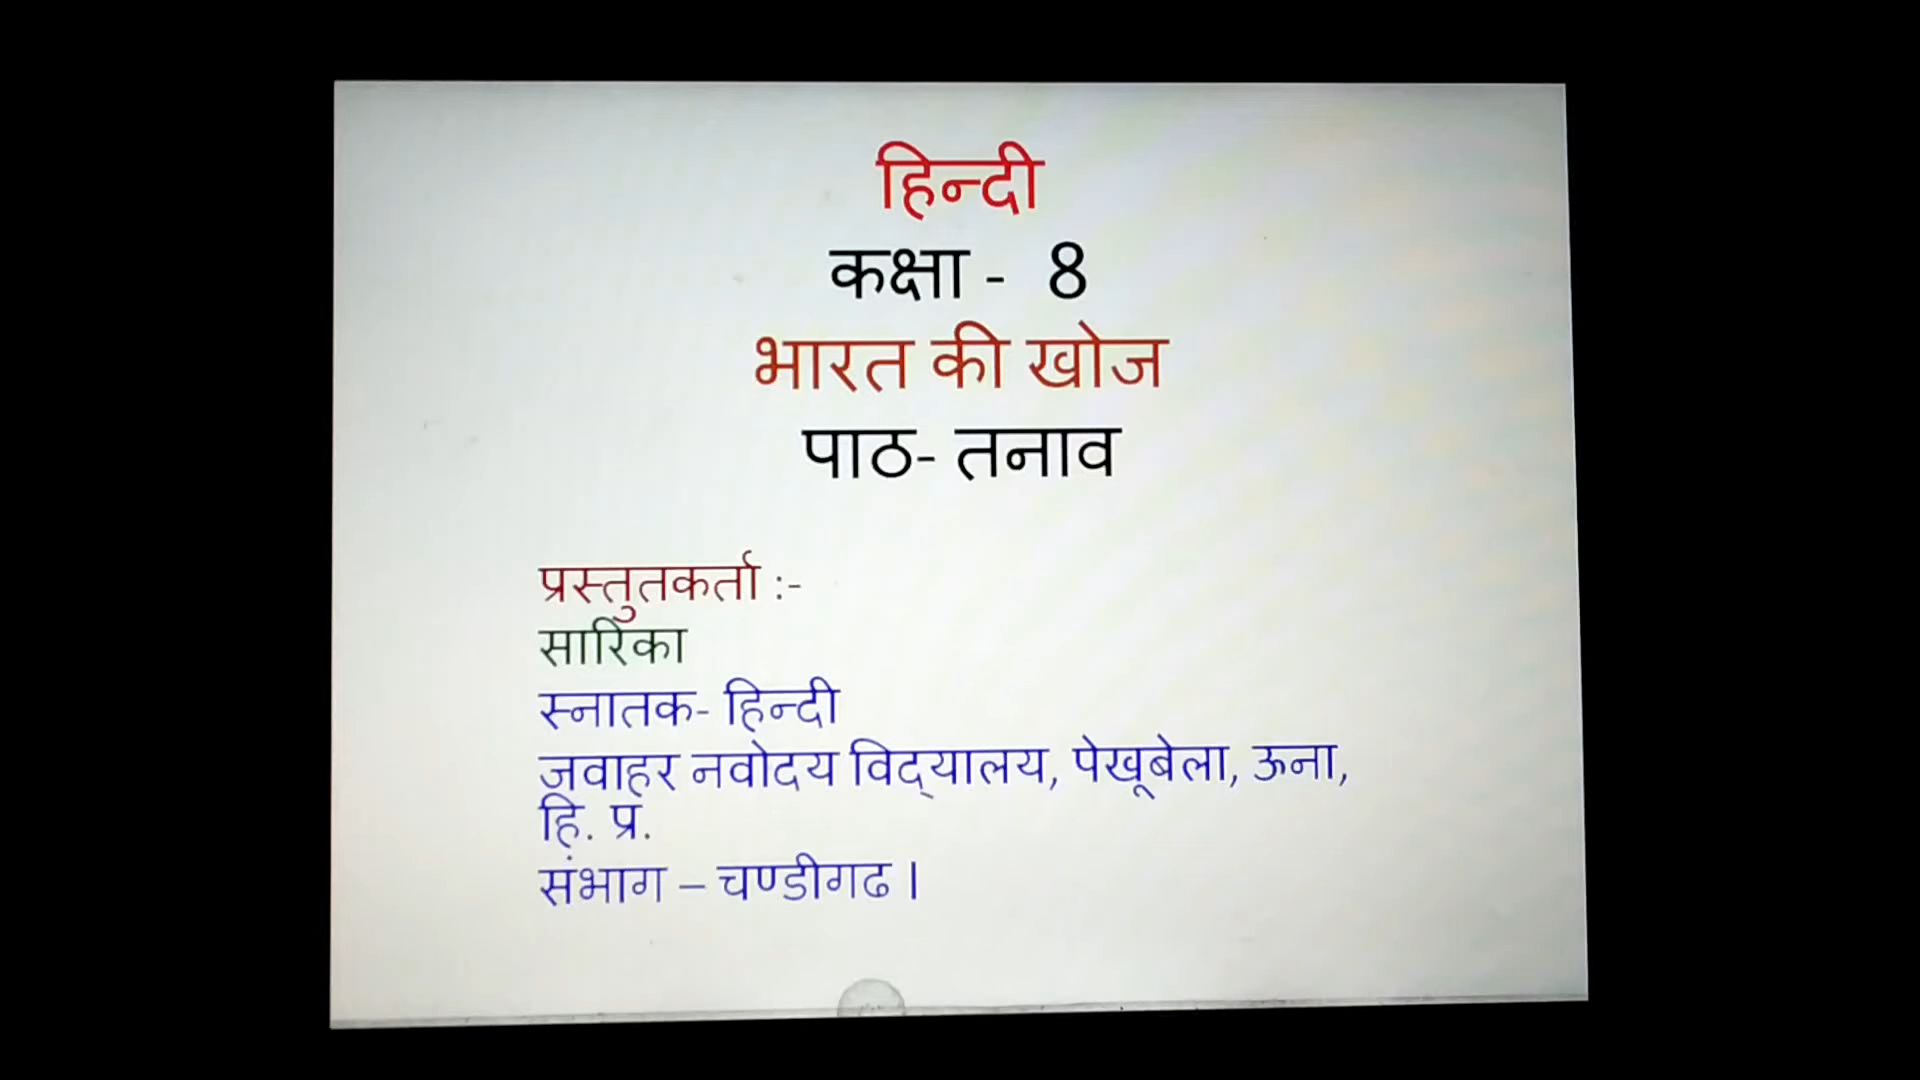 हिन्दी
कक्षा - 8
भारत की खोज
पाठ- तनाव
प्रस्तुतकर्ता :-
सारिका
स्नातक- हिन्दी
जवाहर नवोदय विद्यालय, पेखूबेला, ऊना,
हि. प्र.
संभाग – चण्डीगढ ।